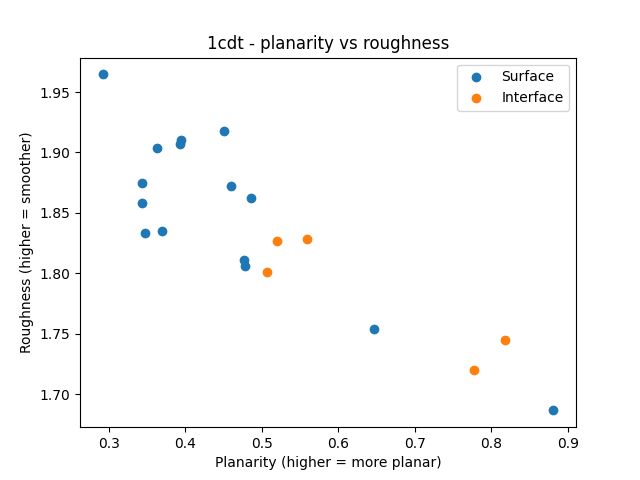 1cdt - planarity vs roughness
Surface
Interface
Roughness (higher = smoother)
1.95
1.90
1.85
1.80
1.75
1.70
0.3 0.4 0.5 0.6 0.7 0.8 0.9
Planarity (higher = more planar)